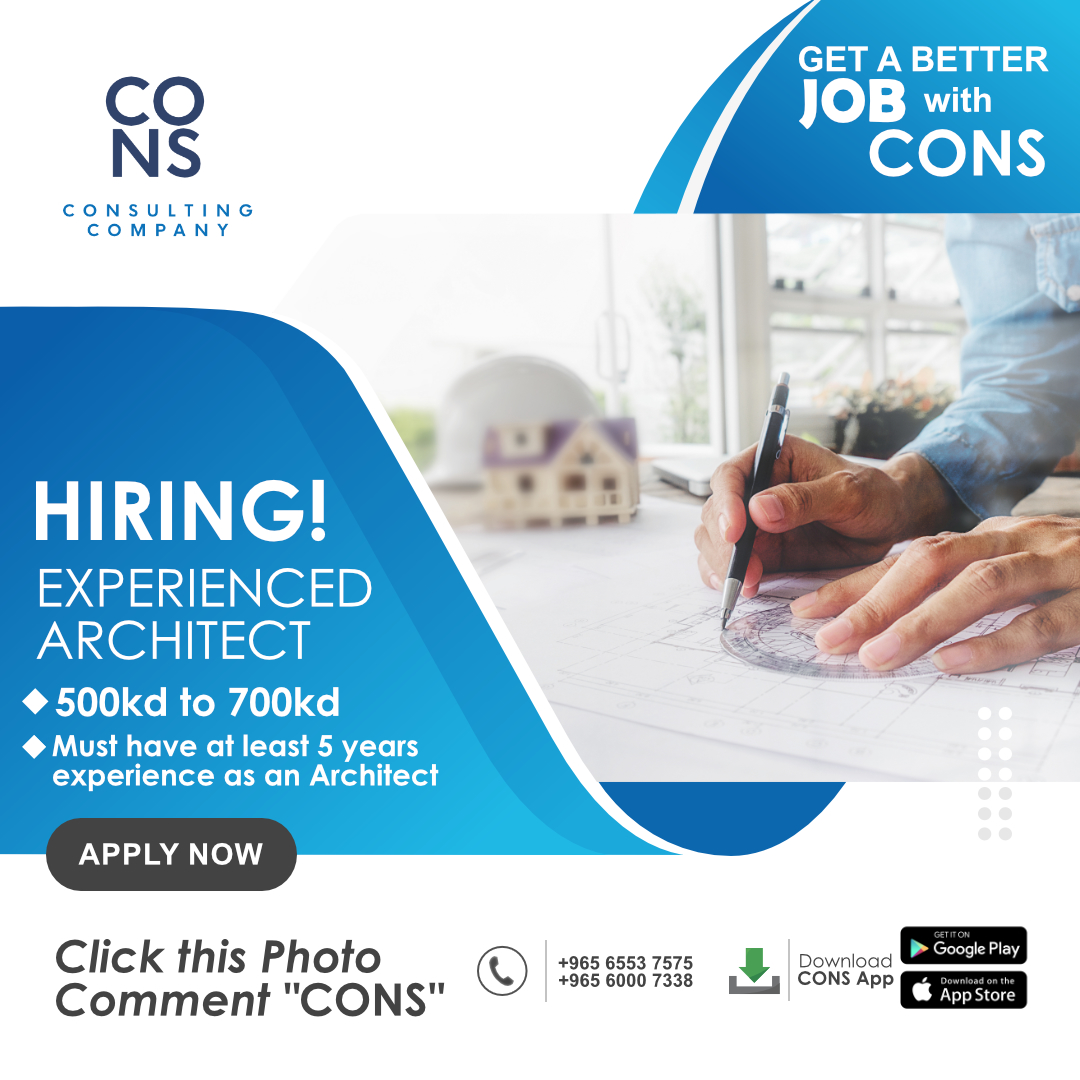 CO
NS
CONSULTING
COMPANY
GET A BETTER
JOB with
CONS
HIRING!
EXPERIENCED
ARCHITECT
500kd to 700kd
Must have at least 5 years
experience as an Architect
APPLY NOW
Click this Photo
Comment "CONS"
+965 6553 7575
+965 6000 7338
Download
CONS App
GET IT ON
Google Play
Download on the
App Store